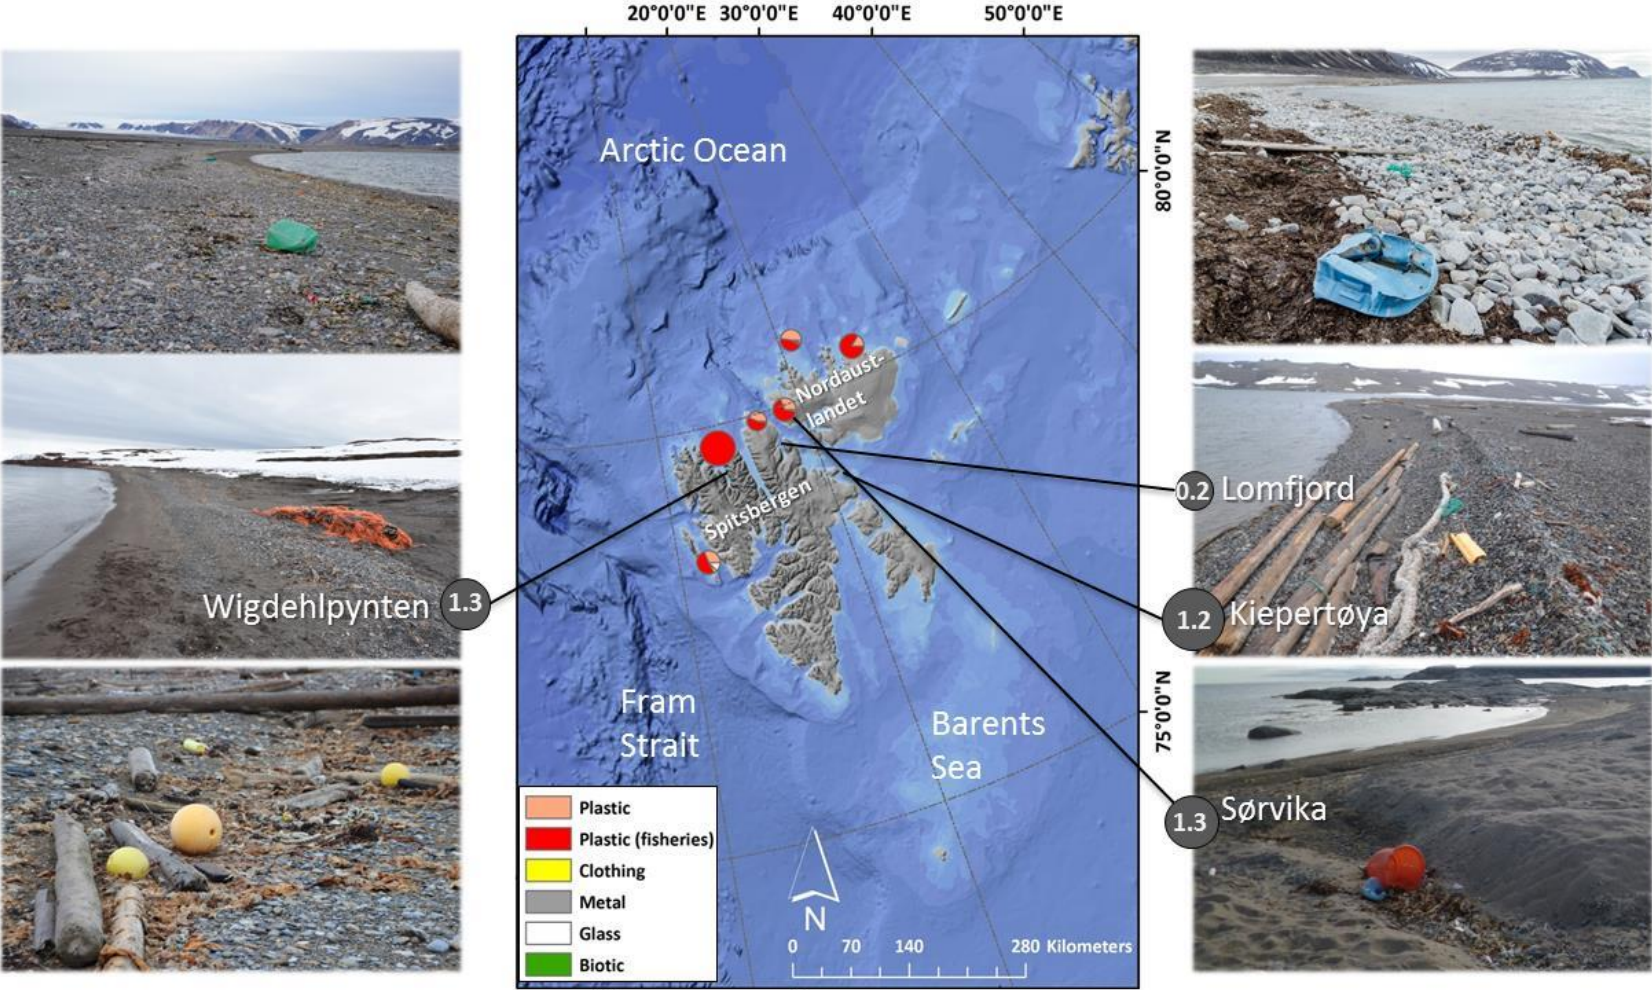 20°0'0"E 30°0'0"E 40°0'0"E 50°0'0"E
80°0'0"N
75°0'0"N
Arctic Ocean
Nordaust-
landet
Spitsbergen
Fram
Strait
Barents
Sea
Wigdehlpynten 1.3
0.2 Lomfjord
1.2 Kiepertøya
1.3 Sørvika
Plastic
Plastic (fisheries)
Clothing
Metal
Glass
Biotic
N
0 70 140 280 Kilometers